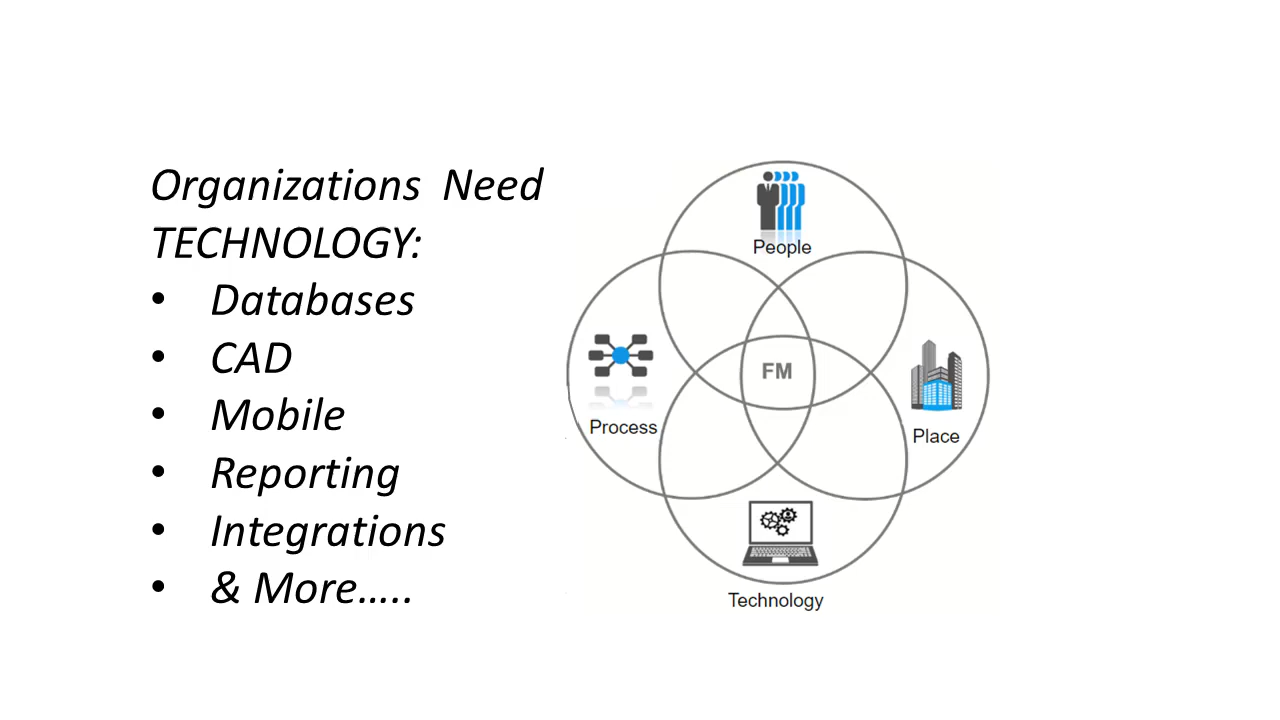 Organizations  Need
TECHNOLOGY:
• Databases
• CAD
• Mobile
• Reporting
• Integrations
• & More…..
People
FM
Process
Place
Technology